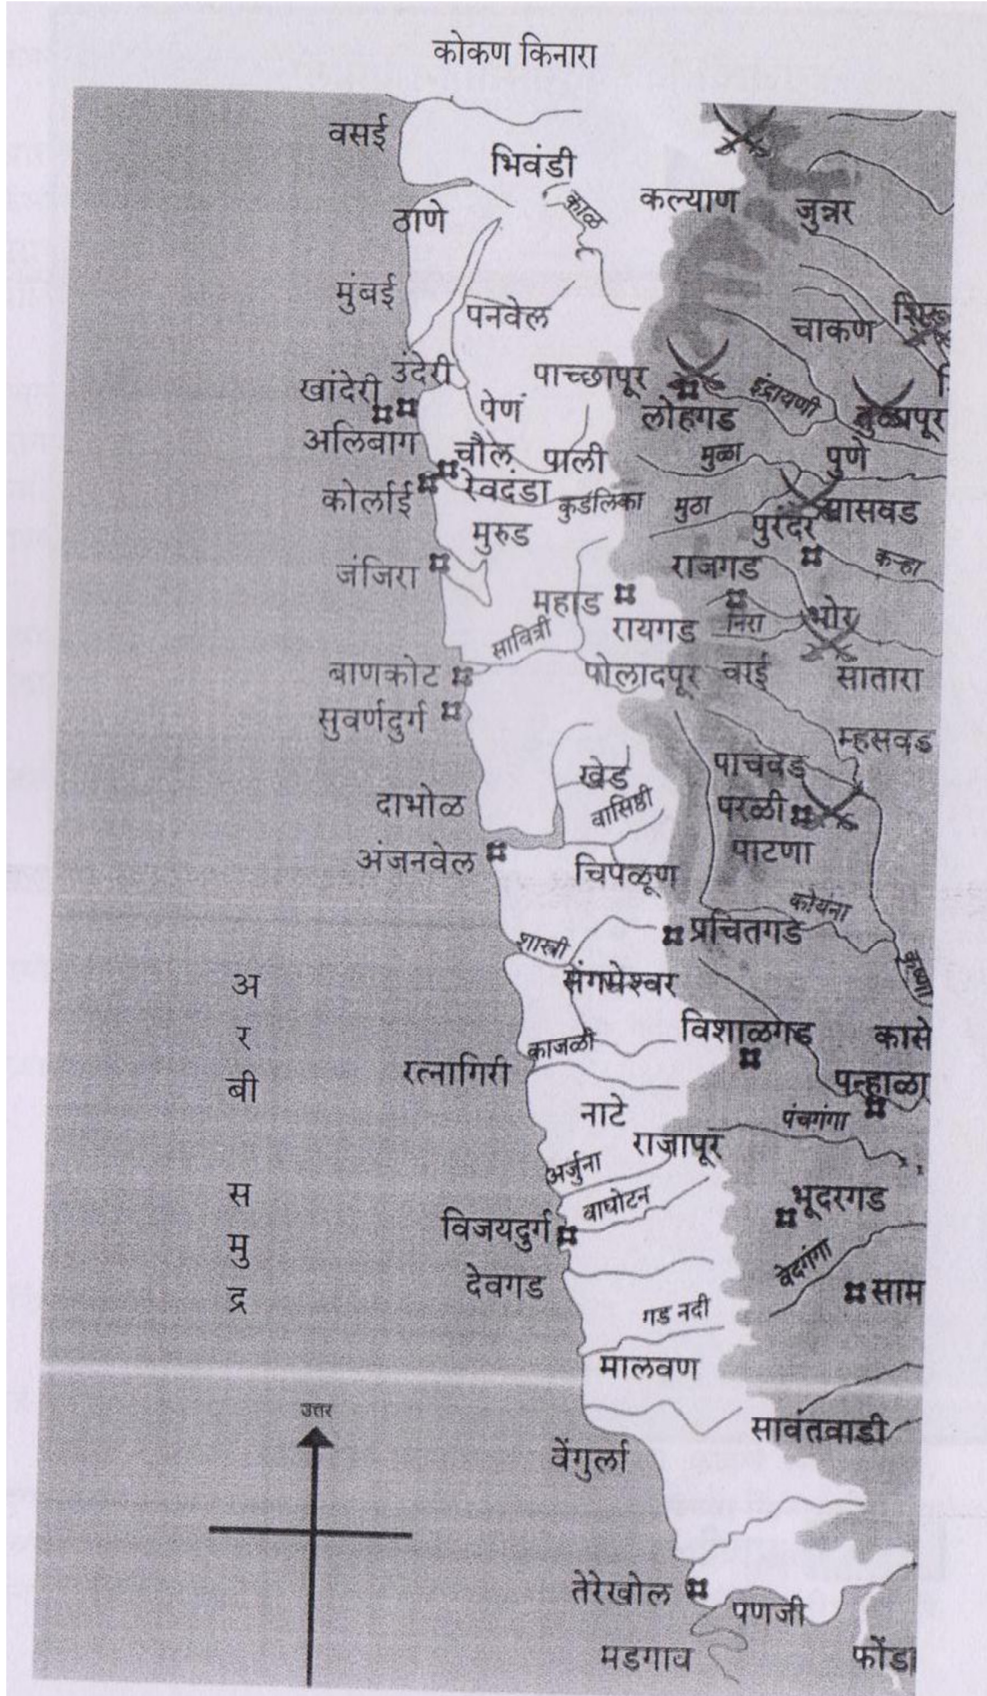 कोकण किनारा
वसई
भिवंडी
कल्याण
जुन्नर
काळ
ठाणे
मुंबई
पनवेल
चाकण
उंदेरी
खांदेरी
पाच्छापूर
इंद्रायणी
पेण
लोहगड
तुळापूर
अलिबाग
चौल
पाली
मुळा
पुणे
कोर्लाई
रेवदंडा
कुडंलिका
मुठा
सासवड
मुरुड
पुरंदर
जंजिरा
राजगड
कऱ्हा
महाड
रायगड
निरा
भोर
सावित्री
बाणकोट
पोलादपूर
वाई
सातारा
सुवर्णदुर्ग
म्हसवड
पाचवड
खेड
दाभोळ
वासिष्ठी
परळी
अंजनवेल
चिपळूण
पाटणा
कोयना
शास्त्री
प्रचितगड
कृष्णा
संगमेश्वर
अ
र
बी
स
मु
द्र
विशाळगड
कासे
काजळी
रत्नागिरी
पन्हाळा
नाटे
पंचगंगा
राजापूर
अर्जुना
वाघोटन
भूदरगड
विजयदुर्ग
वेदगंगा
देवगड
साम
गड नदी
मालवण
उत्तर
सावंतवाडी
वेंगुर्ला
तेरेखोल
पणजी
मडगाव
फोंडा